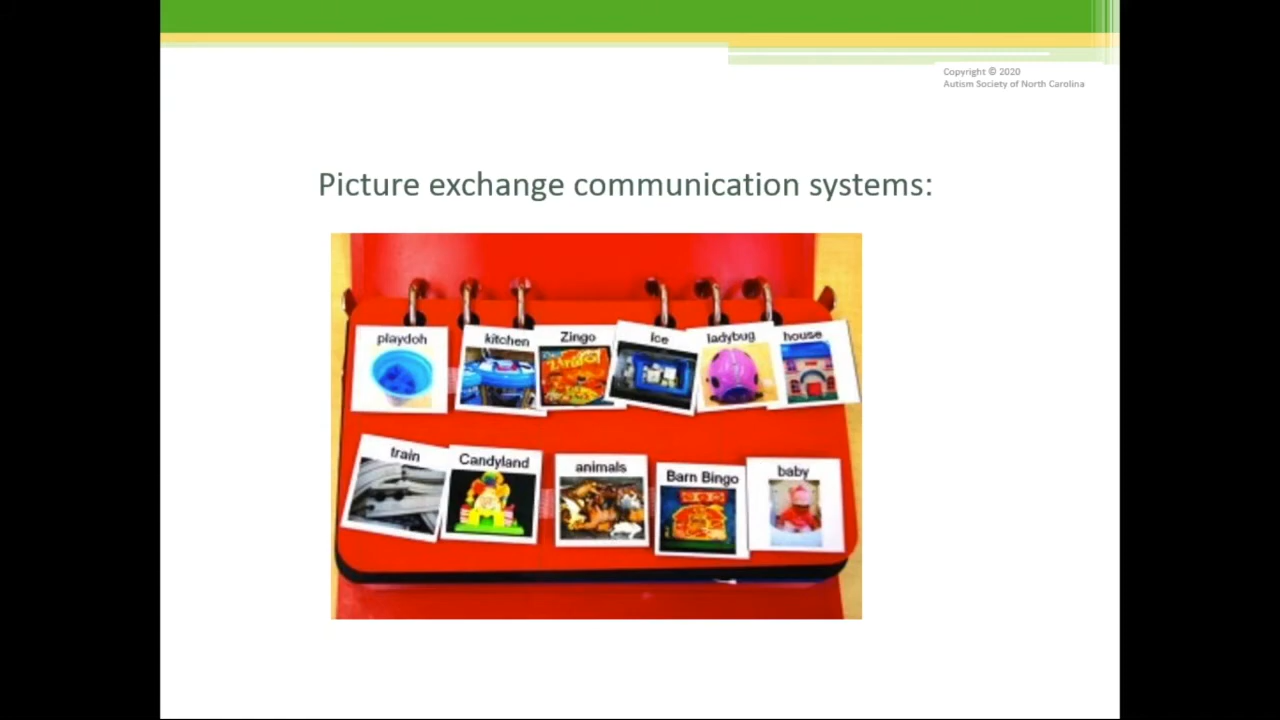 Copyright © 2020
Autism Society of North Carolina
Picture exchange communication systems:
playdoh
kitchen
Zingo
ice
ladybug
house
train
Candyland
animals
Barn Bingo
baby